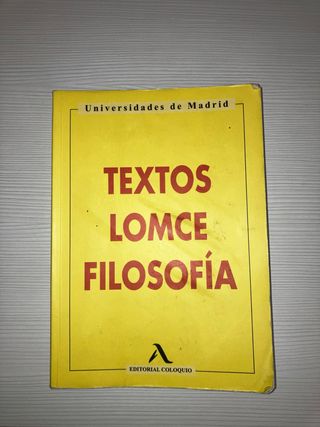 Universidades de Madrid
TEXTOS
LOMCE
FILOSOFÍA
EDITORIAL COLOQUIO